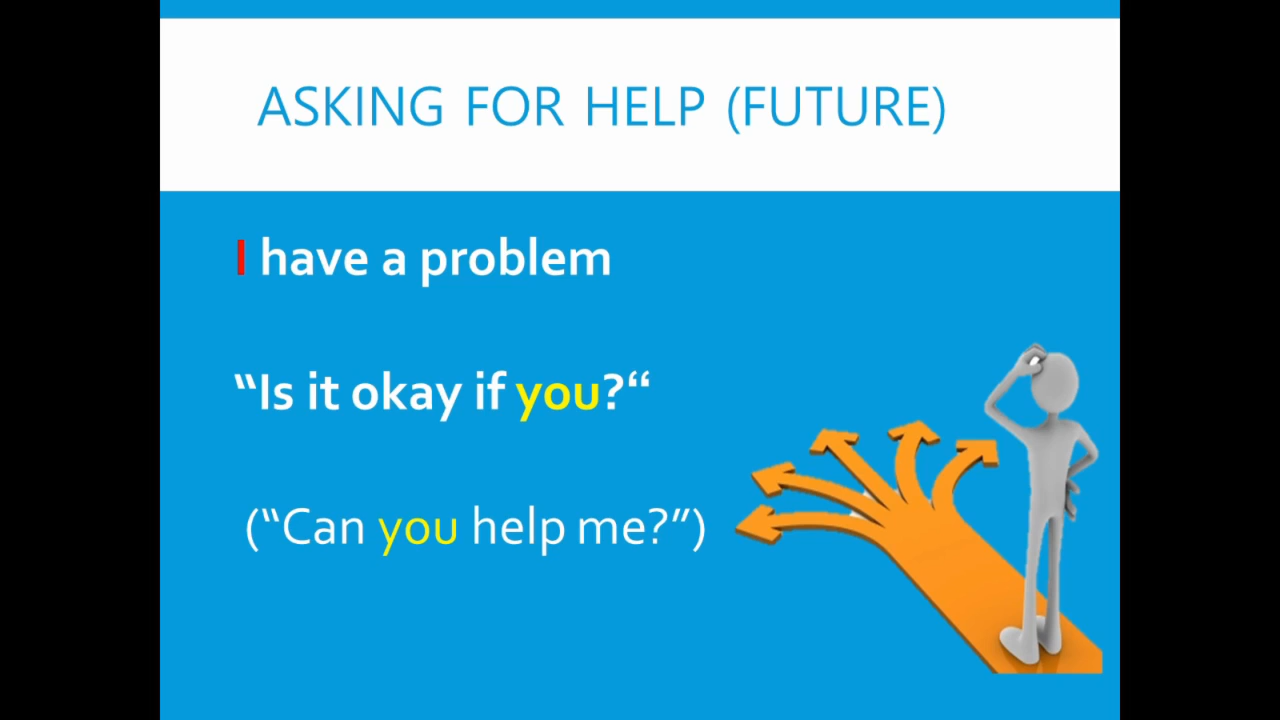 ASKING FOR HELP (FUTURE)
I have a problem
“Is it okay if you?“
(“Can you help me?”)